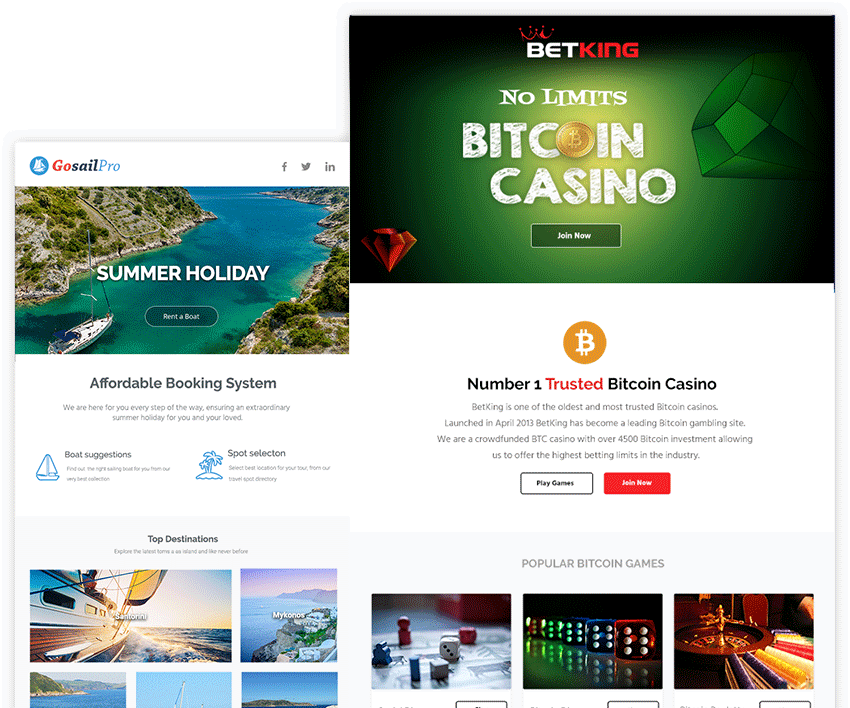 GosailPro
SUMMER HOLIDAY
Rent a Boat
Affordable Booking System
We are here for you every step of the way, ensuring an extraordinary
summer holiday for you and your loved.
Boat suggestions
Find out the right sailing boat for you from our
very best collection
Spot selecton
Select best location for your tour, from our
travel spot directory
Top Destinations
Explore the latest toms a as island and like never before
Santorini
Mykonos
BETKING
NO LIMITS
BITCOIN
CASINO
Join Now
Number 1 Trusted Bitcoin Casino
BetKing is one of the oldest and most trusted Bitcoin casinos.
Launched in April 2013 BetKing has become a leading Bitcoin gambling site.
We are a crowdfunded BTC casino with over 4500 Bitcoin investment allowing
us to offer the highest betting limits in the industry.
Play Games
Join Now
POPULAR BITCOIN GAMES